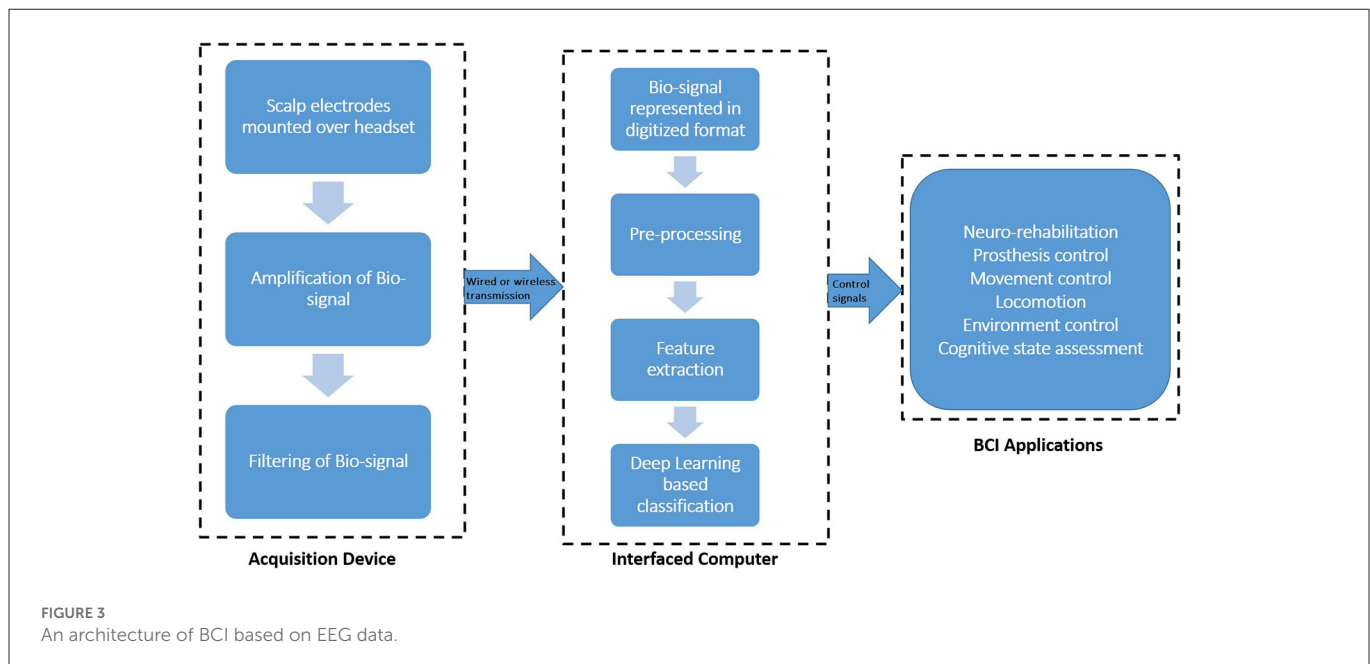 Scalp electrodes
mounted over headset
Amplification of Bio-
signal
Filtering of Bio-signal
Acquisition Device
Wired or wireless
transmission
Bio-signal
represented in
digitized format
Pre-processing
Feature
extraction
Deep Learning
based
classification
Interfaced Computer
Control
signals
Neuro-rehabilitation
Prosthesis control
Movement control
Locomotion
Environment control
Cognitive state assessment
BCI Applications
FIGURE 3
An architecture of BCI based on EEG data.